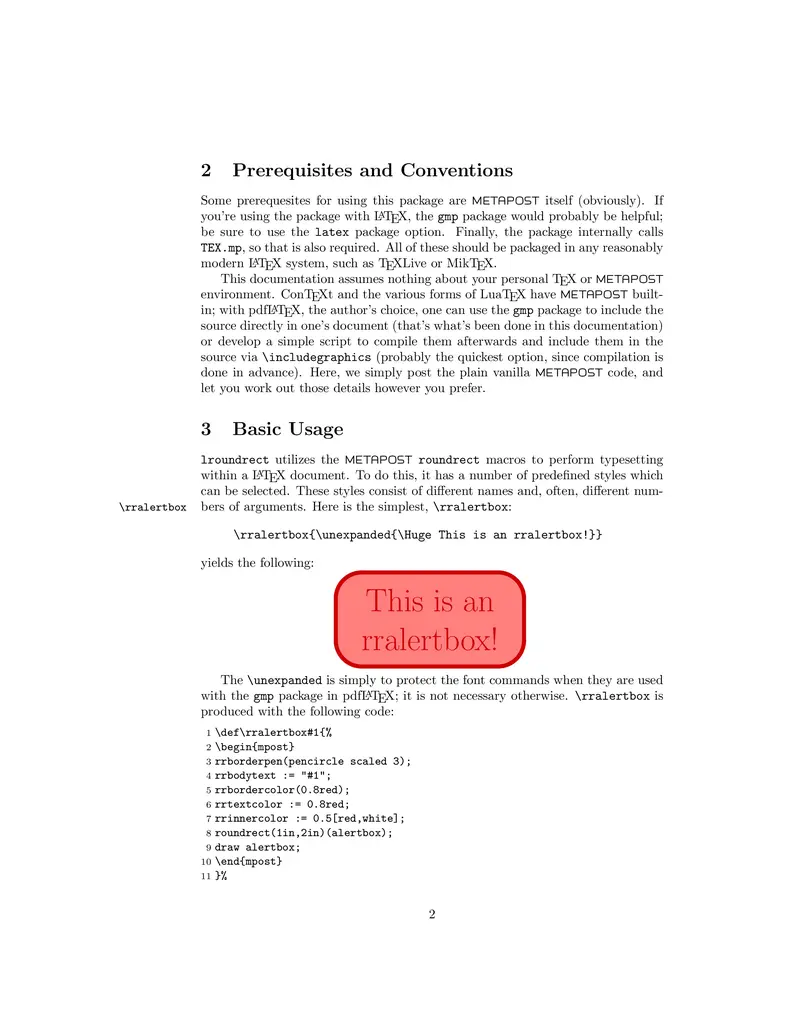 2 Prerequisites and Conventions
Some prerequesites for using this package are METAPOST itself (obviously). If
you're using the package with LATEX, the gmp package would probably be helpful;
be sure to use the latex package option. Finally, the package internally calls
TEX.mp, so that is also required. All of these should be packaged in any reasonably
modern LATEX system, such as TEXLive or MikTEX.
This documentation assumes nothing about your personal TEX or METAPOST
environment. ConTEXt and the various forms of LuaTEX have METAPOST built-
in; with pdfLATEX, the author's choice, one can use the gmp package to include the
source directly in one's document (that's what's been done in this documentation)
or develop a simple script to compile them afterwards and include them in the
source via \includegraphics (probably the quickest option, since compilation is
done in advance). Here, we simply post the plain vanilla METAPOST code, and
let you work out those details however you prefer.
3 Basic Usage
lroundrect utilizes the METAPOST roundrect macros to perform typesetting
within a LATEX document. To do this, it has a number of predefined styles which
can be selected. These styles consist of different names and, often, different num-
\rralertbox bers of arguments. Here is the simplest, \rralertbox:
\rralertbox{\unexpanded{\Huge This is an rralertbox!}}
yields the following:
This is an
rralertbox!
The \unexpanded is simply to protect the font commands when they are used
with the gmp package in pdfLATEX; it is not necessary otherwise. \rralertbox is
produced with the following code:
1 \def\rralertbox#1{%
2 \begin{mpost}
3 rrborderpen(pencircle scaled 3);
4 rrbodytext := "#1";
5 rrbordercolor(0.8red);
6 rrtextcolor := 0.8red;
7 rrinnercolor := 0.5[red,white];
8 roundrect(1in,2in)(alertbox);
9 draw alertbox;
10 \end{mpost}
11 }%
2